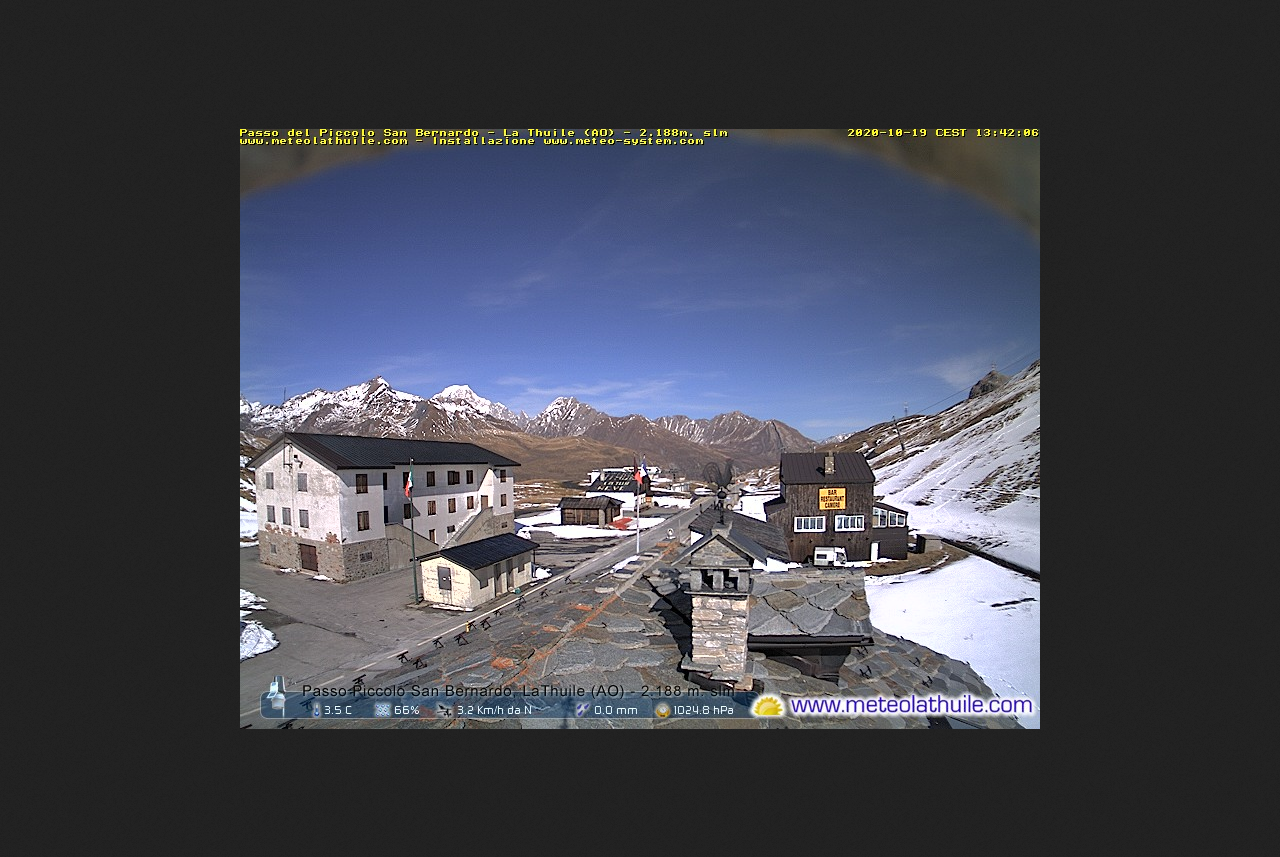 Passo del Piccolo San Bernardo - La Thuile (AO) - 2.188m. slm
2020-10-19 CEST 13:42:06
www.meteolathuile.com - Installazione www.meteo-system.com
BAR
RESTAURANT
CAMERE
Passo Piccolo San Bernardo, LaThuile (AO) - 2.188 m. slm
3.5 C 66% 3.2 Km/h da N 0.0 mm 1024.8 hPa
www.meteolathuile.com